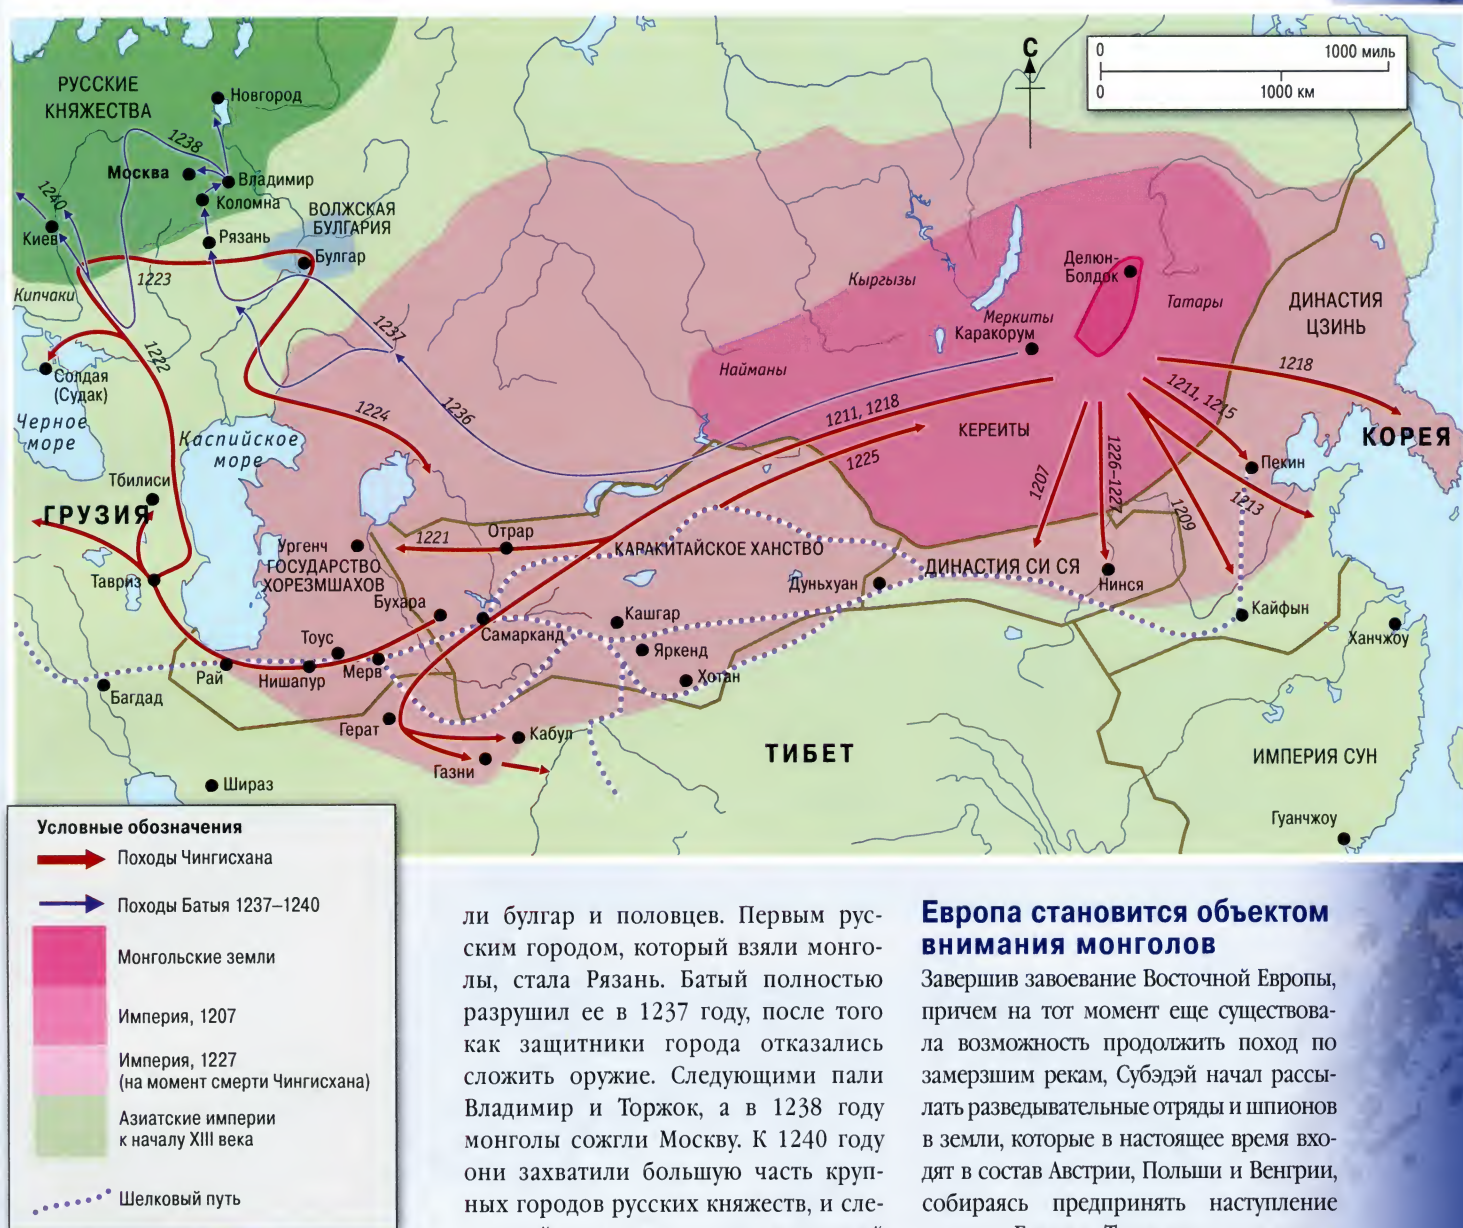 С
0
1000 миль
0
1000 км
РУССКИЕ
КНЯЖЕСТВА
Новгород
1238
Москва
Владимир
Коломна
1240
Киев
Рязань
ВОЛЖСКАЯ
БУЛГАРИЯ
Булгар
1223
Кипчаки
1222
Солдая
(Судак)
Черное
море
Каспийское
море
1237
1236
1224
Тбилиси
ГРУЗИЯ
Тавриз
Кыргызы
Меркиты
Каракорум
Найманы
Делюн-
Болдок
Татары
ДИНАСТИЯ
ЦЗИНЬ
1218
1211, 1215
1211, 1218
1225
КЕРЕИТЫ
КОРЕЯ
Пекин
1207
1226–1227
1209
1213
1221
Отрар
Ургенч
ГОСУДАРСТВО
ХОРЕЗМШАХОВ
КАРАКИТАЙСКОЕ ХАНСТВО
ДИНАСТИЯ СИ СЯ
Дуньхуан
Нинся
Кайфын
Ханчжоу
Бухара
Самарканд
Кашгар
Яркенд
Хотан
Тоус
Мерв
Нишапур
Рай
Багдад
Герат
Кабул
Газни
Шираз
ТИБЕТ
ИМПЕРИЯ СУН
Гуанчжоу
Условные обозначения
Походы Чингисхана
Походы Батыя 1237–1240
Монгольские земли
Империя, 1207
Империя, 1227
(на момент смерти Чингисхана)
Азиатские империи
к началу XIII века
Шелковый путь
ли булгар и половцев. Первым рус-
ским городом, который взяли монго-
лы, стала Рязань. Батый полностью
разрушил ее в 1237 году, после того
как защитники города отказались
сложить оружие. Следующими пали
Владимир и Торжок, а в 1238 году
монголы сожгли Москву. К 1240 году
они захватили большую часть круп-
ных городов русских княжеств, и сле-
Европа становится объектом
внимания монголов
Завершив завоевание Восточной Европы,
причем на тот момент еще существова-
ла возможность продолжить поход по
замерзшим рекам, Субэдэй начал рассы-
лать разведывательные отряды и шпионов
в земли, которые в настоящее время вхо-
дят в состав Австрии, Польши и Венгрии,
собираясь предпринять наступление